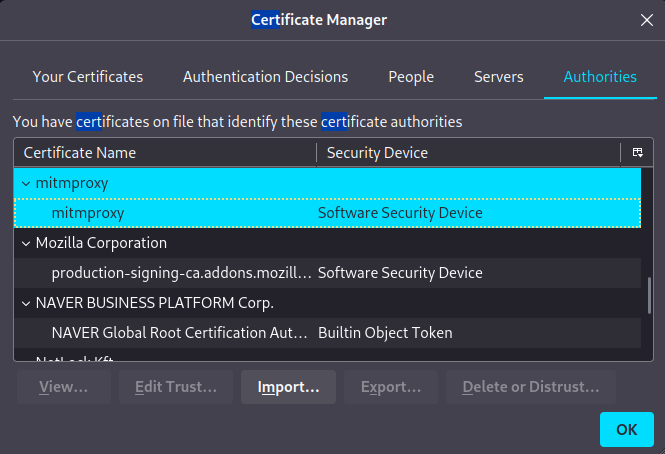 Certificate Manager
Your Certificates Authentication Decisions People Servers Authorities
You have certificates on file that identify these certificate authorities
Certificate Name Security Device
mitmproxy
mitmproxy Software Security Device
Mozilla Corporation
production-signing-ca.addons.mozill... Software Security Device
NAVER BUSINESS PLATFORM Corp.
NAVER Global Root Certification Aut... Builtin Object Token
NetLock Kft.
View... Edit Trust... Import... Export... Delete or Distrust...
OK